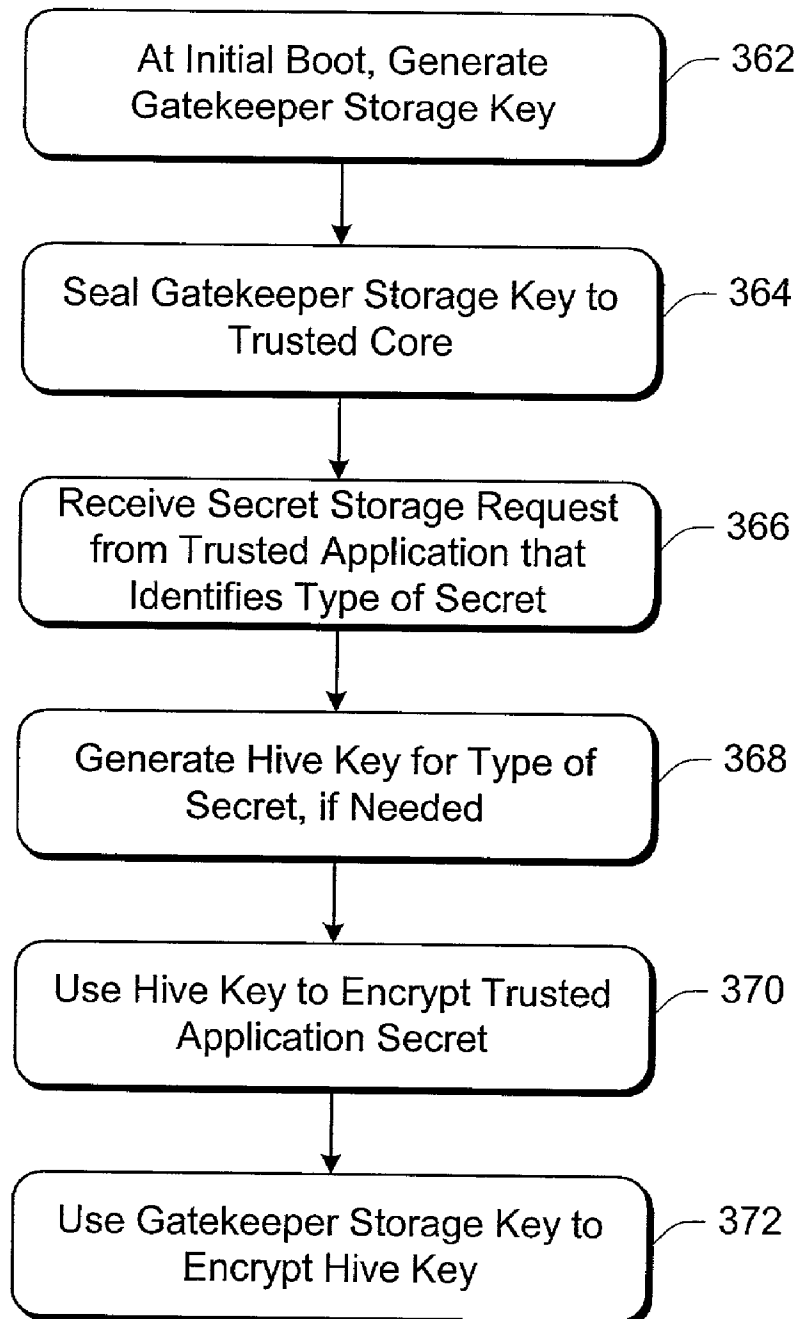 At Initial Boot, Generate
Gatekeeper Storage Key
362
Seal Gatekeeper Storage Key to
Trusted Core
364
Receive Secret Storage Request
from Trusted Application that
Identifies Type of Secret
366
Generate Hive Key for Type of
Secret, if Needed
368
Use Hive Key to Encrypt Trusted
Application Secret
370
Use Gatekeeper Storage Key to
Encrypt Hive Key
372